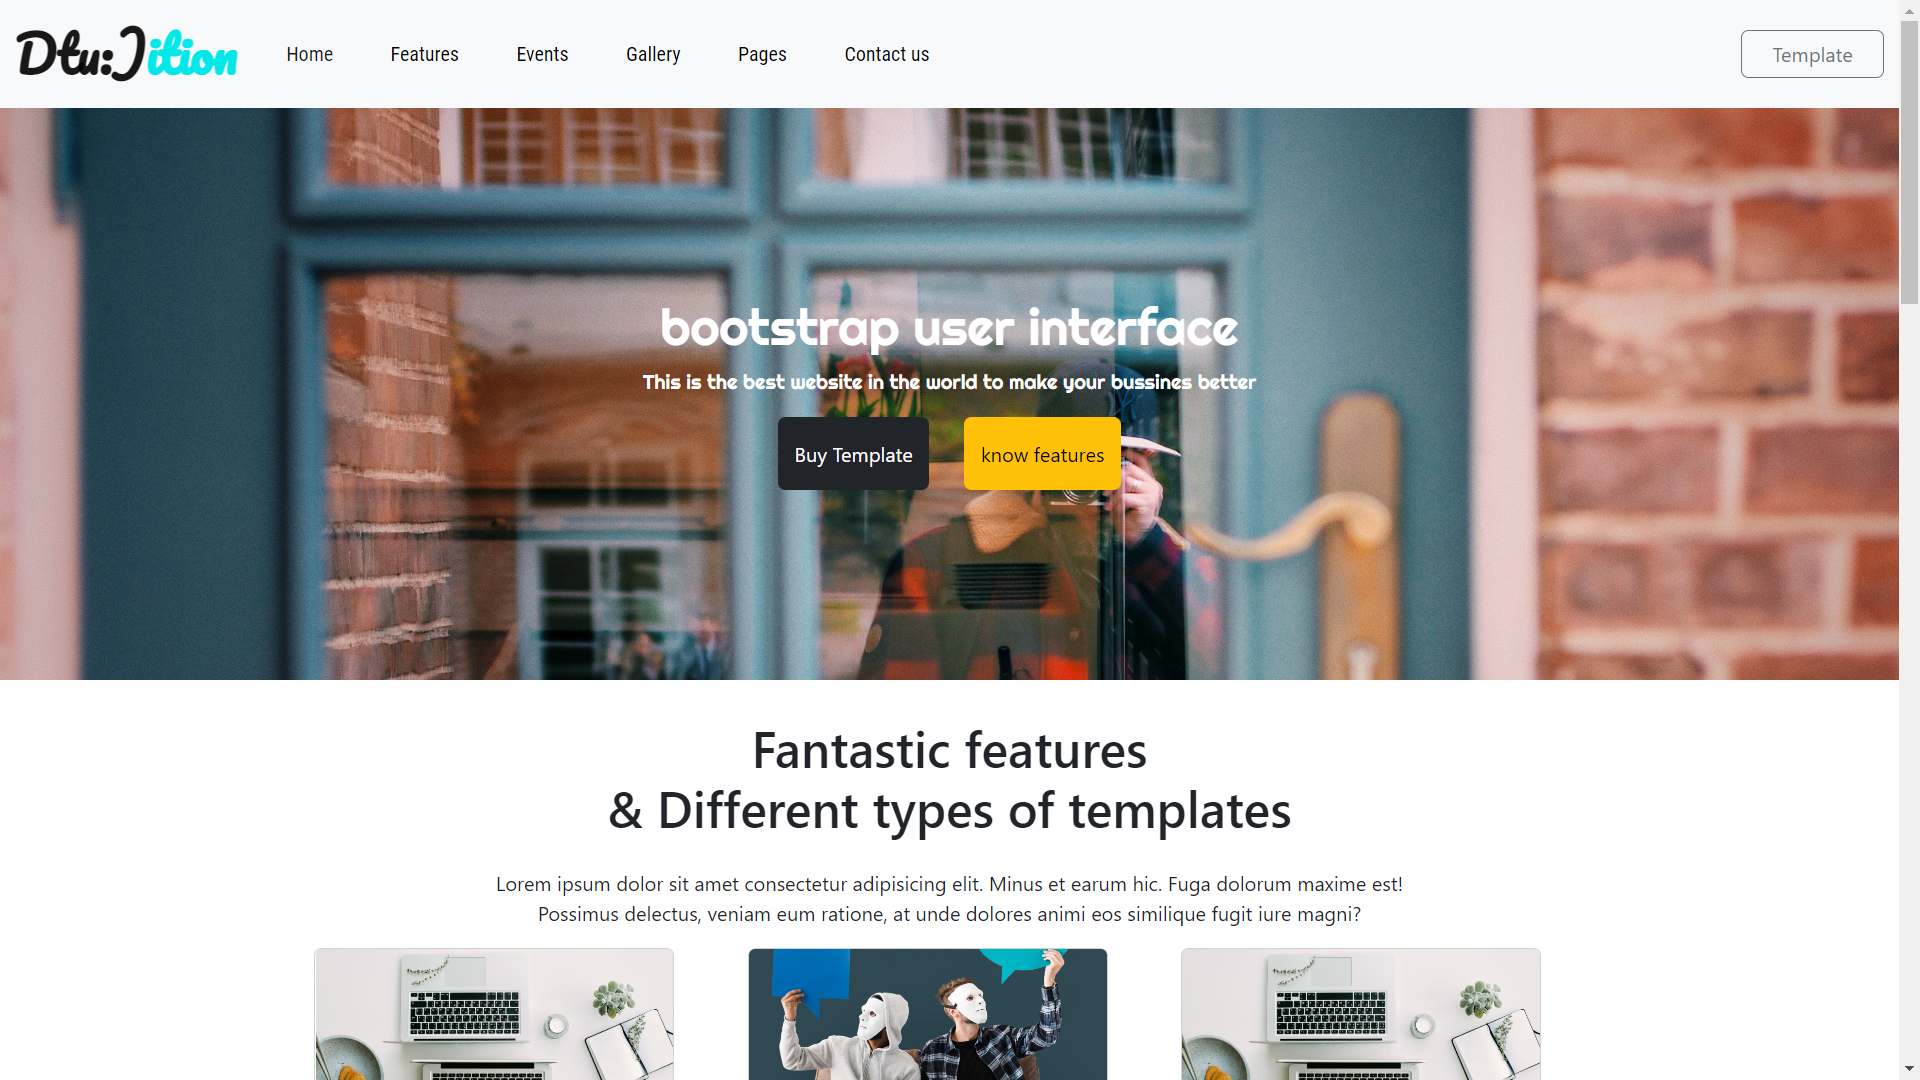 Dtu:Jition
Home Features Events Gallery Pages Contact us Template
bootstrap user interface
This is the best website in the world to make your bussines better
Buy Template know features
Fantastic features
& Different types of templates
Lorem ipsum dolor sit amet consectetur adipisicing elit. Minus et earum hic. Fuga dolorum maxime est!
Possimus delectus, veniam eum ratione, at unde dolores animi eos similique fugit iure magni?